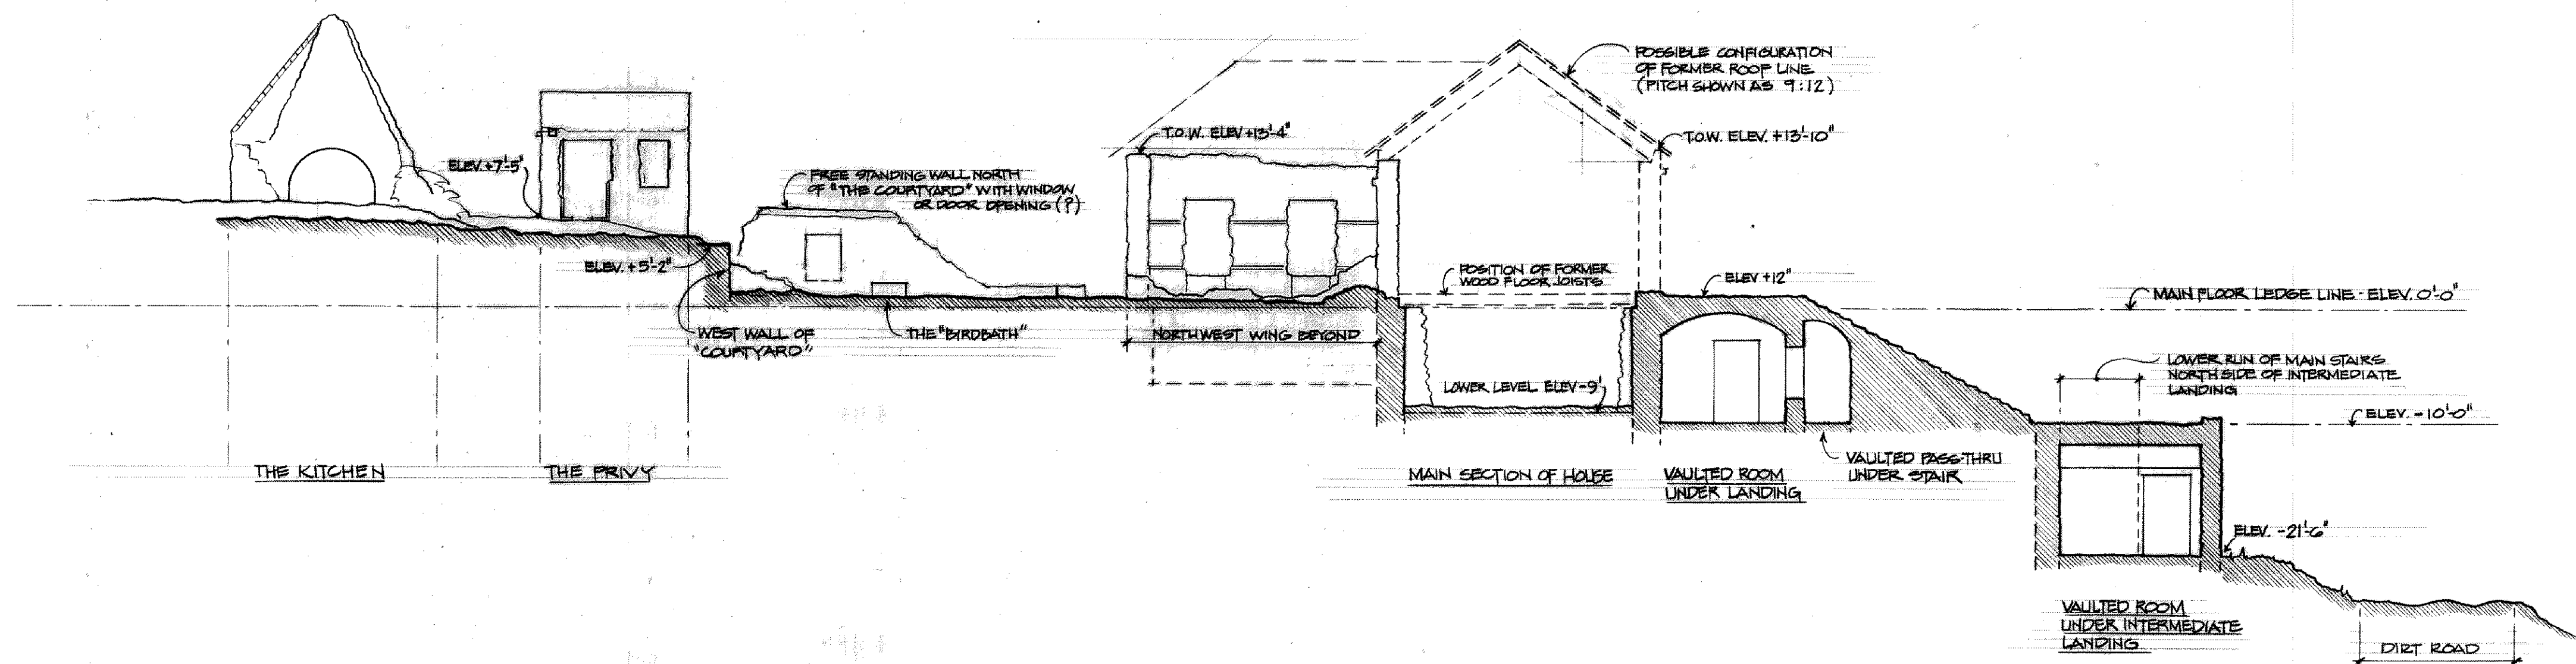 POSSIBLE CONFIGURATION
OF FORMER ROOF LINE
(PITCH SHOWN AS 9:12)
T.O.W. ELEV +13'-4"
T.O.W. ELEV. +13'-10"
ELEV. +7'-5"
FREE STANDING WALL NORTH
OF "THE COURTYARD" WITH WINDOW
OR DOOR OPENING (?)
ELEV. +5'-2"
POSITION OF FORMER
WOOD FLOOR JOISTS
ELEV +12"
MAIN FLOOR LEDGE LINE - ELEV. 0'-0"
WEST WALL OF
"COURTYARD"
THE "BIRDBATH"
NORTHWEST WING BEYOND
LOWER LEVEL ELEV -9'
LOWER RUN OF MAIN STAIRS
NORTH SIDE OF INTERMEDIATE
LANDING
ELEV. -10'-0"
THE KITCHEN
THE PRIVY
MAIN SECTION OF HOUSE
VAULTED ROOM
UNDER LANDING
VAULTED PASS-THRU
UNDER STAIR
ELEV. -21'-6"
VAULTED ROOM
UNDER INTERMEDIATE
LANDING
DIRT ROAD